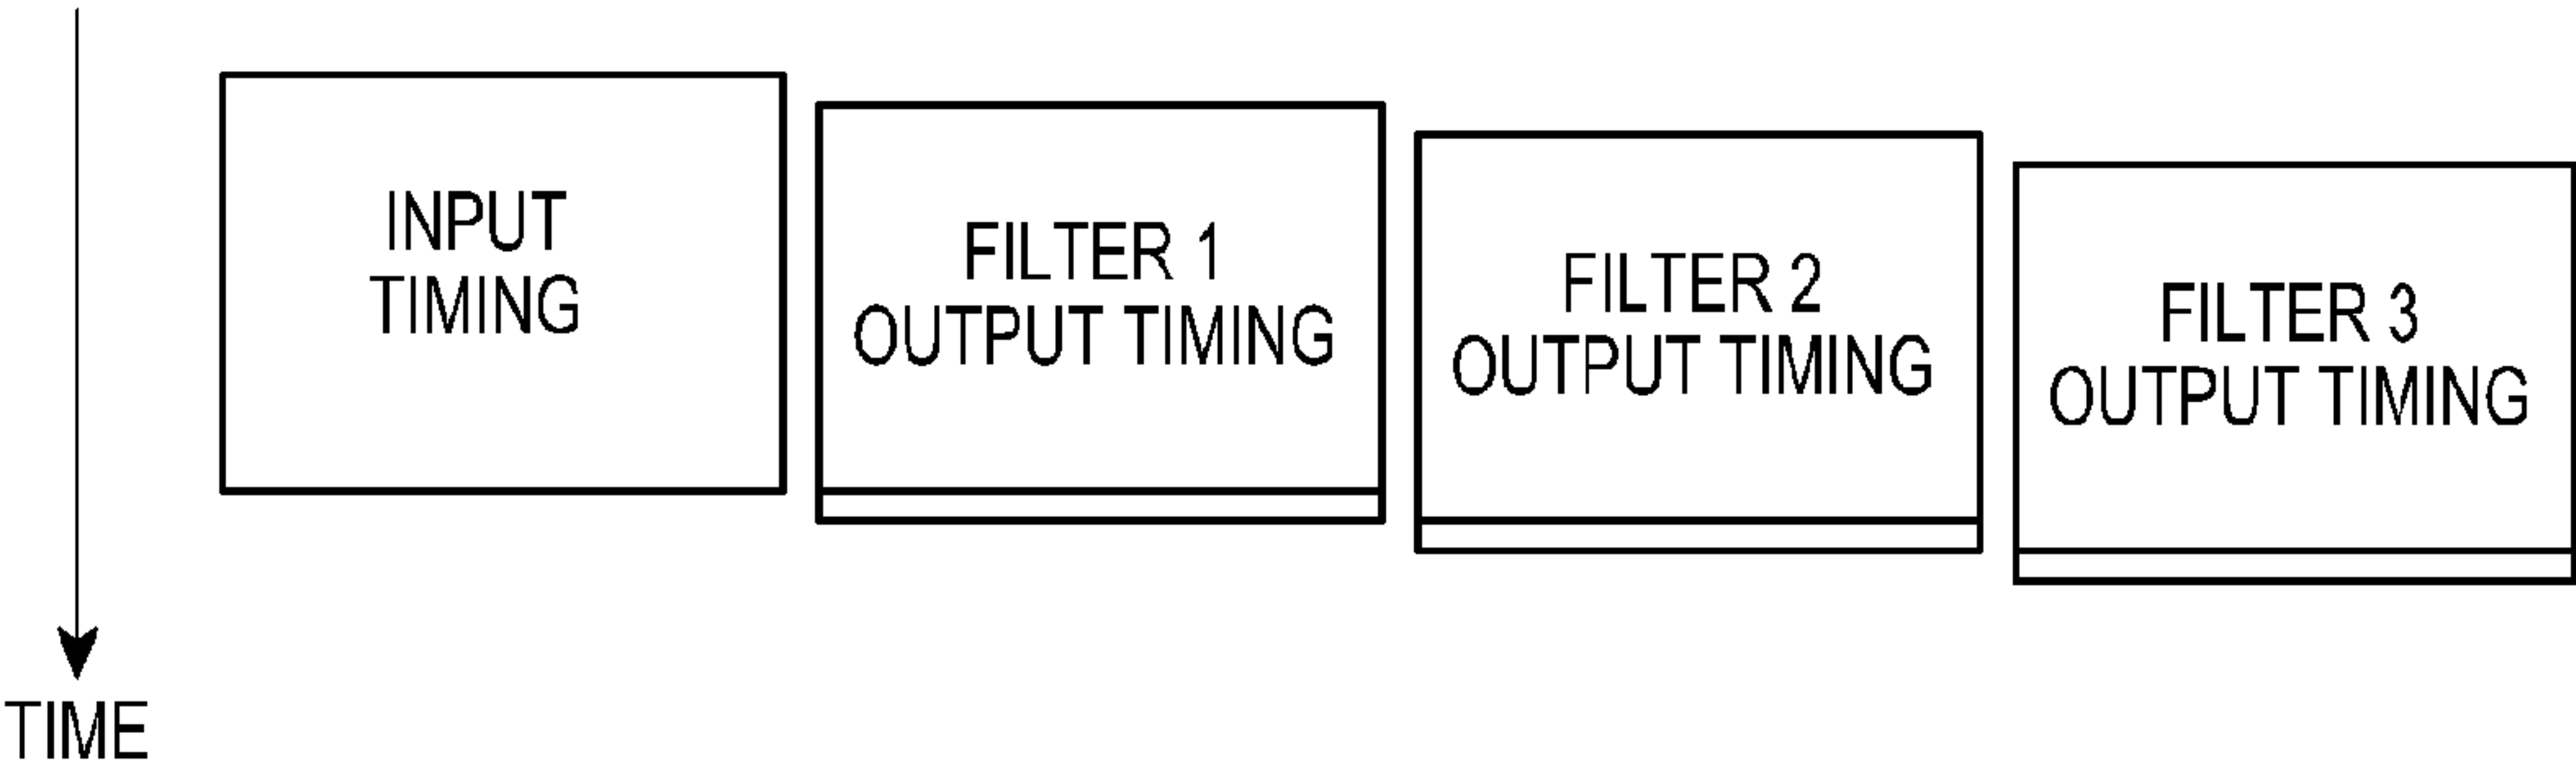 INPUT
TIMING
FILTER 1
OUTPUT TIMING
FILTER 2
OUTPUT TIMING
FILTER 3
OUTPUT TIMING
TIME